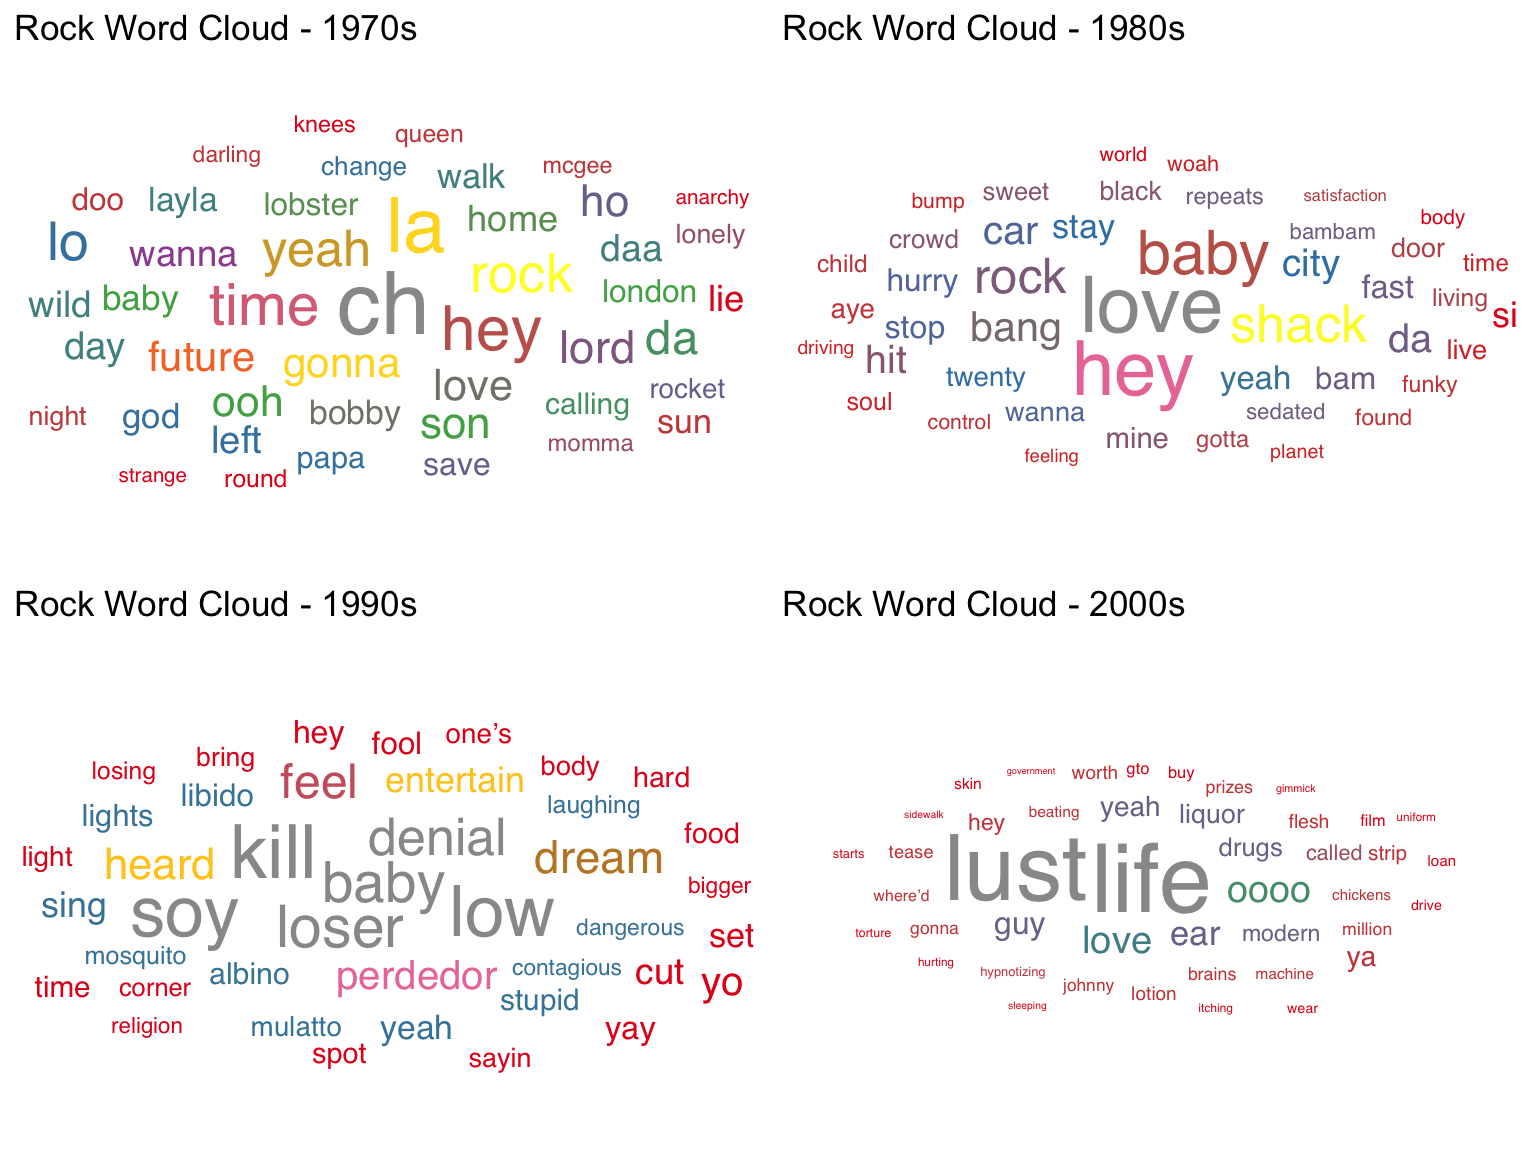 Rock Word Cloud - 1970s
knees
queen
darling
change
walk
mcgee
doo
layla
lobster
la
home
ho
anarchy
lonely
lo
wanna
yeah
rock
daa
wild
baby
time
ch
hey
london
lie
day
future
gonna
lord
da
love
rocket
night
god
ooh
bobby
son
calling
sun
left
papa
save
momma
strange
round
Rock Word Cloud - 1980s
world
woah
bump
sweet
black
repeats
satisfaction
body
crowd
car
stay
baby
city
bambam
door
time
child
hurry
rock
love
fast
living
si
aye
stop
bang
shack
da
live
driving
hit
hey
twenty
yeah
bam
funky
soul
control
wanna
mine
gotta
sedated
found
feeling
planet
Rock Word Cloud - 1990s
hey
fool
one’s
losing
bring
feel
entertain
body
hard
lights
libido
laughing
light
heard
kill
denial
dream
food
baby
bigger
sing
soy
loser
low
dangerous
set
mosquito
albino
perdedor
contagious
cut
yo
time
corner
stupid
religion
mulatto
yeah
yay
spot
sayin
Rock Word Cloud - 2000s
skin
government
worth
gto
buy
prizes
gimmick
sidewalk
hey
beating
yeah
liquor
flesh
film
uniform
starts
tease
lust
life
drugs
called strip
loan
where’d
oooo
chickens
drive
torture
gonna
guy
love
ear
modern
million
hurting
hypnotizing
johnny
lotion
brains
machine
ya
sleeping
itching
wear